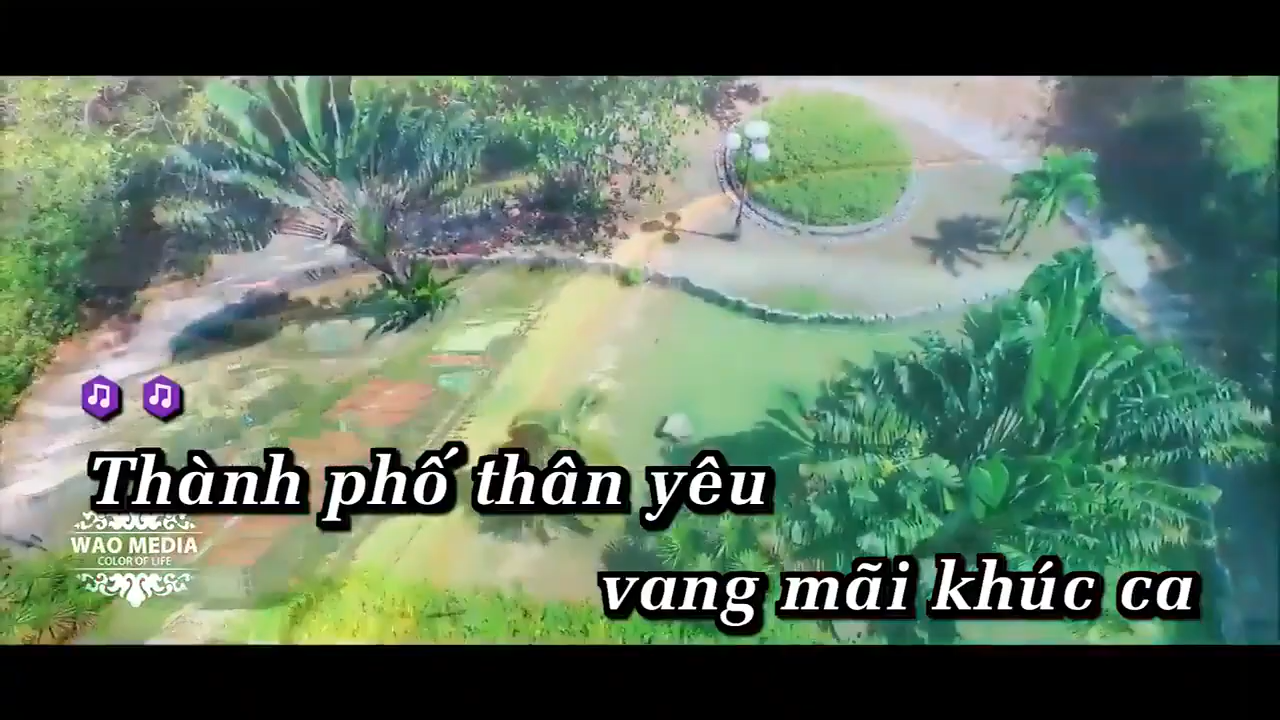 Thành phố thân yêu
WAO MEDIA
COLOR OF LIFE
vang mãi khúc ca